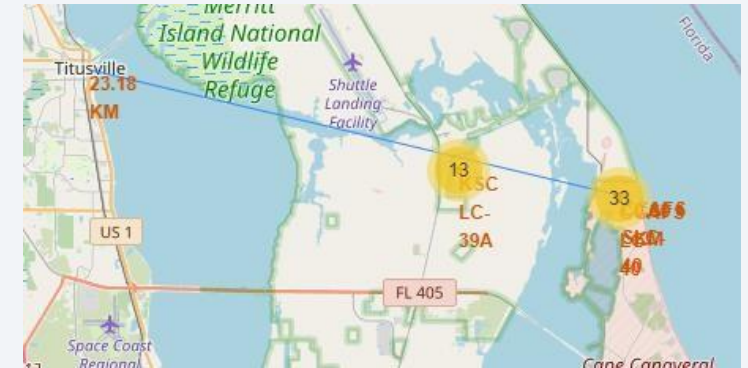 Merritt
Island National
Wildlife
Refuge
Florida
Titusville
23.18
KM
Shuttle
Landing
Facility
13
KSC
LC-
39A
33
40
US 1
FL 405
Space Coast
Regional
Cape Canaveral